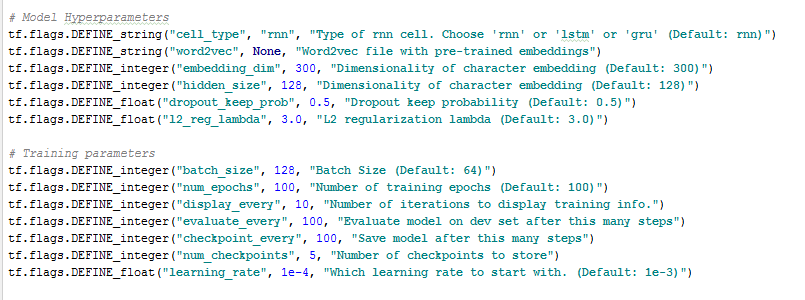 # Model Hyperparameters
tf.flags.DEFINE_string("cell_type", "rnn", "Type of rnn cell. Choose 'rnn' or 'lstm' or 'gru' (Default: rnn)")
tf.flags.DEFINE_string("word2vec", None, "Word2vec file with pre-trained embeddings")
tf.flags.DEFINE_integer("embedding_dim", 300, "Dimensionality of character embedding (Default: 300)")
tf.flags.DEFINE_integer("hidden_size", 128, "Dimensionality of character embedding (Default: 128)")
tf.flags.DEFINE_float("dropout_keep_prob", 0.5, "Dropout keep probability (Default: 0.5)")
tf.flags.DEFINE_float("l2_reg_lambda", 3.0, "L2 regularization lambda (Default: 3.0)")
# Training parameters
tf.flags.DEFINE_integer("batch_size", 128, "Batch Size (Default: 64)")
tf.flags.DEFINE_integer("num_epochs", 100, "Number of training epochs (Default: 100)")
tf.flags.DEFINE_integer("display_every", 10, "Number of iterations to display training info.")
tf.flags.DEFINE_integer("evaluate_every", 100, "Evaluate model on dev set after this many steps")
tf.flags.DEFINE_integer("checkpoint_every", 100, "Save model after this many steps")
tf.flags.DEFINE_integer("num_checkpoints", 5, "Number of checkpoints to store")
tf.flags.DEFINE_float("learning_rate", 1e-4, "Which learning rate to start with. (Default: 1e-3)")